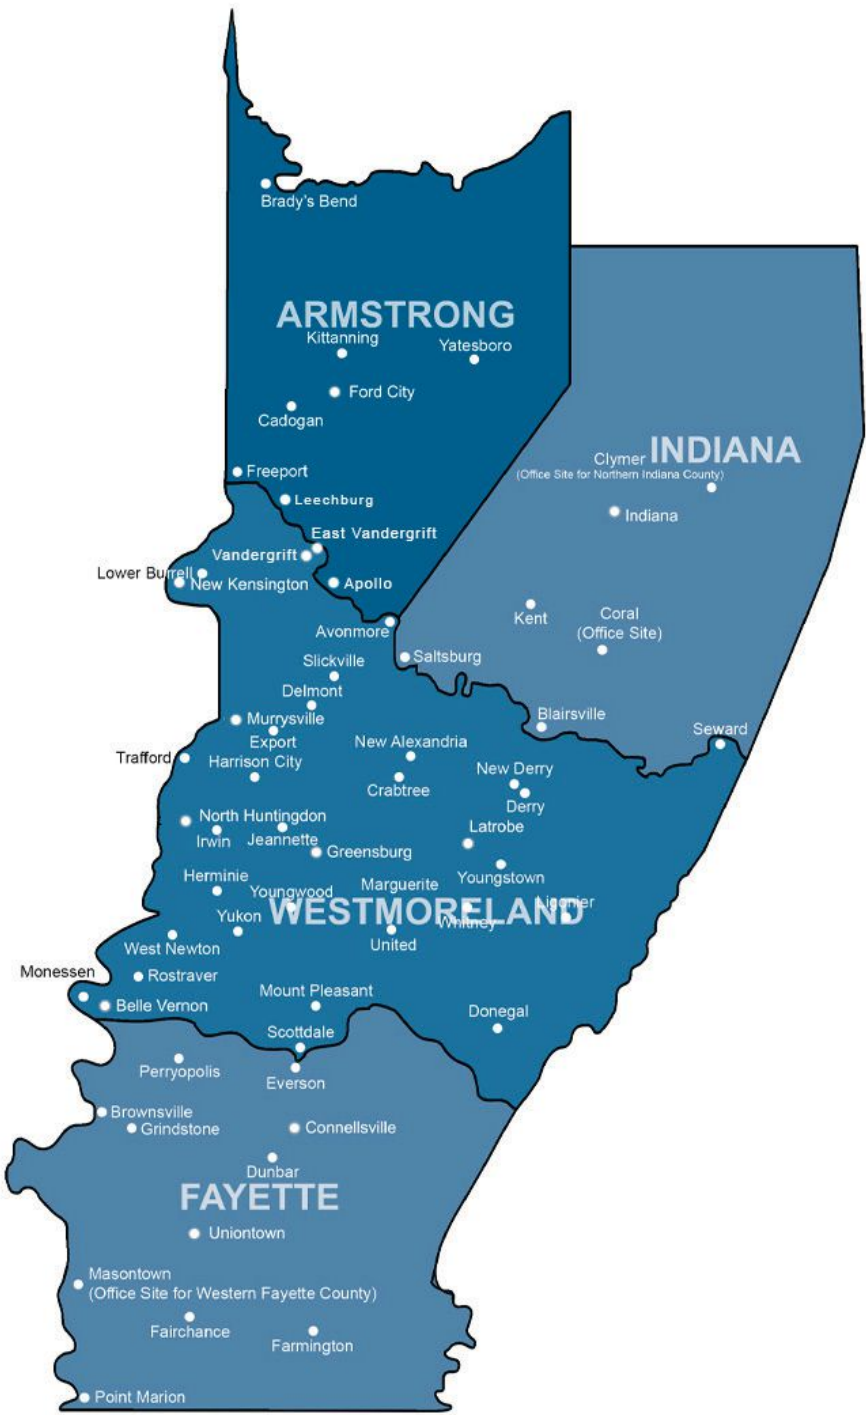 Brady's Bend
ARMSTRONG
Kittanning
Yatesboro
Ford City
Cadogan
Freeport
Leechburg
East Vandergrift
Vandergrift
Apollo
Clymer
INDIANA
(Office Site for Northern Indiana County)
Indiana
Kent
Coral
(Office Site)
Saltsburg
Blairsville
Seward
Lower Burrell
New Kensington
Avonmore
Slickville
Delmont
Murrysville
Export
New Alexandria
Trafford
Harrison City
Crabtree
New Derry
Derry
North Huntingdon
Irwin
Jeannette
Latrobe
Greensburg
Youngstown
Herminie
Youngwood
Marguerite
WESTMORELAND
Ligonier
Whitney
Yukon
United
West Newton
Monessen
Rostraver
Belle Vernon
Mount Pleasant
Donegal
Scottdale
Perryopolis
Everson
Brownsville
Grindstone
Connellsville
Dunbar
FAYETTE
Uniontown
Masontown
(Office Site for Western Fayette County)
Fairchance
Farmington
Point Marion